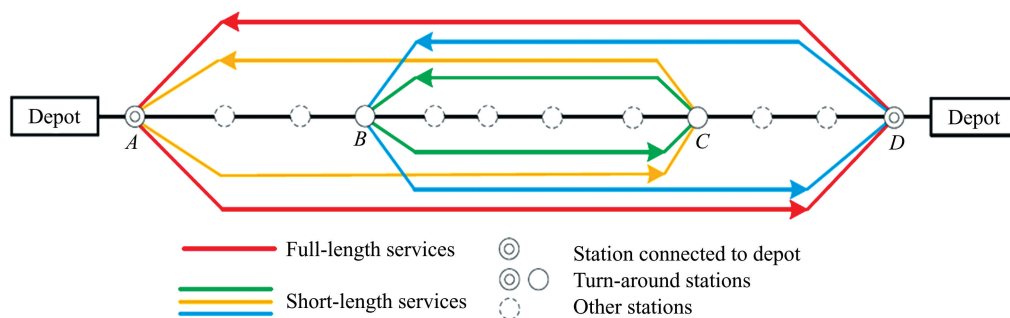 Depot
Depot
A
B
C
D
Full-length services
Short-length services
Station connected to depot
Turn-around stations
Other stations